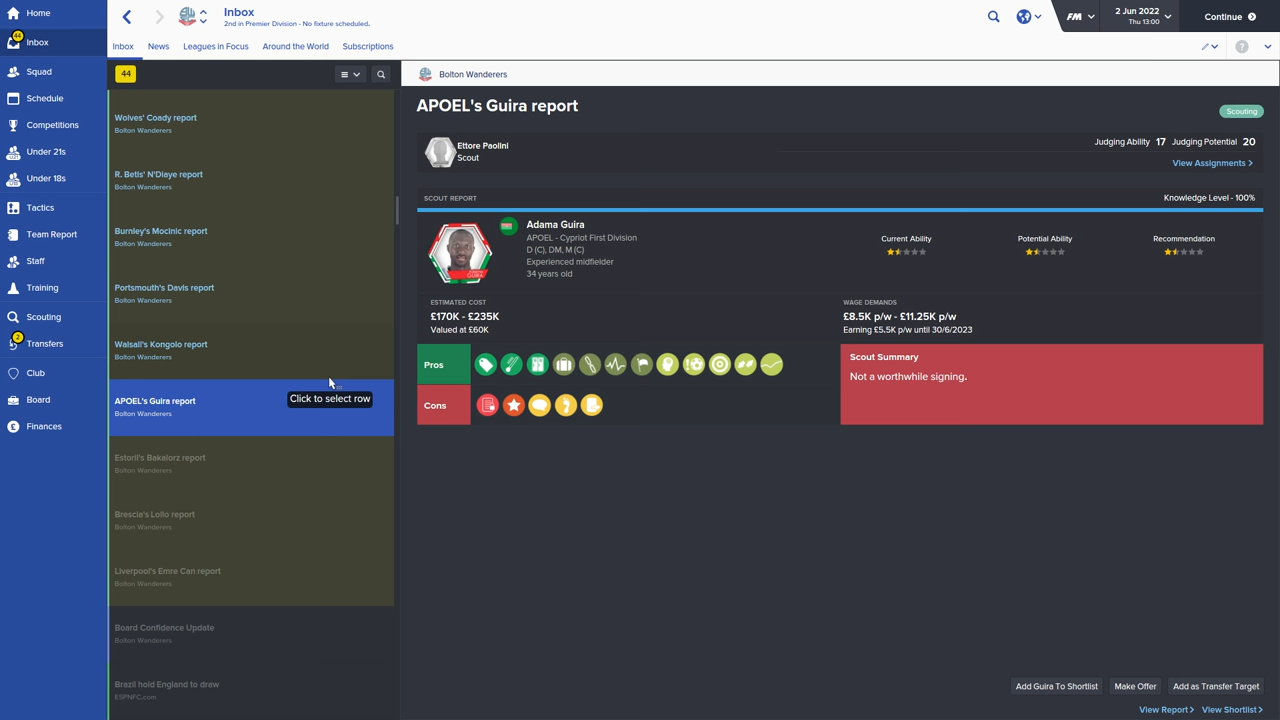 Home
44
Inbox
Squad
Schedule
Competitions
Under 21s
Under 18s
Tactics
Team Report
Staff
Training
Scouting
2
Transfers
Club
Board
Finances
Inbox
2nd in Premier Division - No fixture scheduled.
FM
2 Jun 2022
Thu 13:00
Continue
Inbox
News
Leagues in Focus
Around the World
Subscriptions
44
Wolves' Coady report
Bolton Wanderers
R. Betis' N'Diaye report
Bolton Wanderers
Burnley's Mocinic report
Bolton Wanderers
Portsmouth's Davis report
Bolton Wanderers
Walsall's Kongolo report
Bolton Wanderers
APOEL's Guira report
Bolton Wanderers
Click to select row
Estoril's Bakalorz report
Bolton Wanderers
Brescia's Lollo report
Bolton Wanderers
Liverpool's Emre Can report
Bolton Wanderers
Board Confidence Update
Bolton Wanderers
Brazil hold England to draw
ESPNFC.com
Bolton Wanderers
APOEL's Guira report
Scouting
Ettore Paolini
Scout
Judging Ability 17 Judging Potential 20
View Assignments >
SCOUT REPORT
Knowledge Level - 100%
Adama Guira
APOEL - Cypriot First Division
D (C), DM, M (C)
Experienced midfielder
34 years old
Current Ability
Potential Ability
Recommendation
ESTIMATED COST
£170K - £235K
Valued at £60K
WAGE DEMANDS
£8.5K p/w - £11.25K p/w
Earning £5.5K p/w until 30/6/2023
Pros
Cons
Scout Summary
Not a worthwhile signing.
Add Guira To Shortlist
Make Offer
Add as Transfer Target
View Report >
View Shortlist >